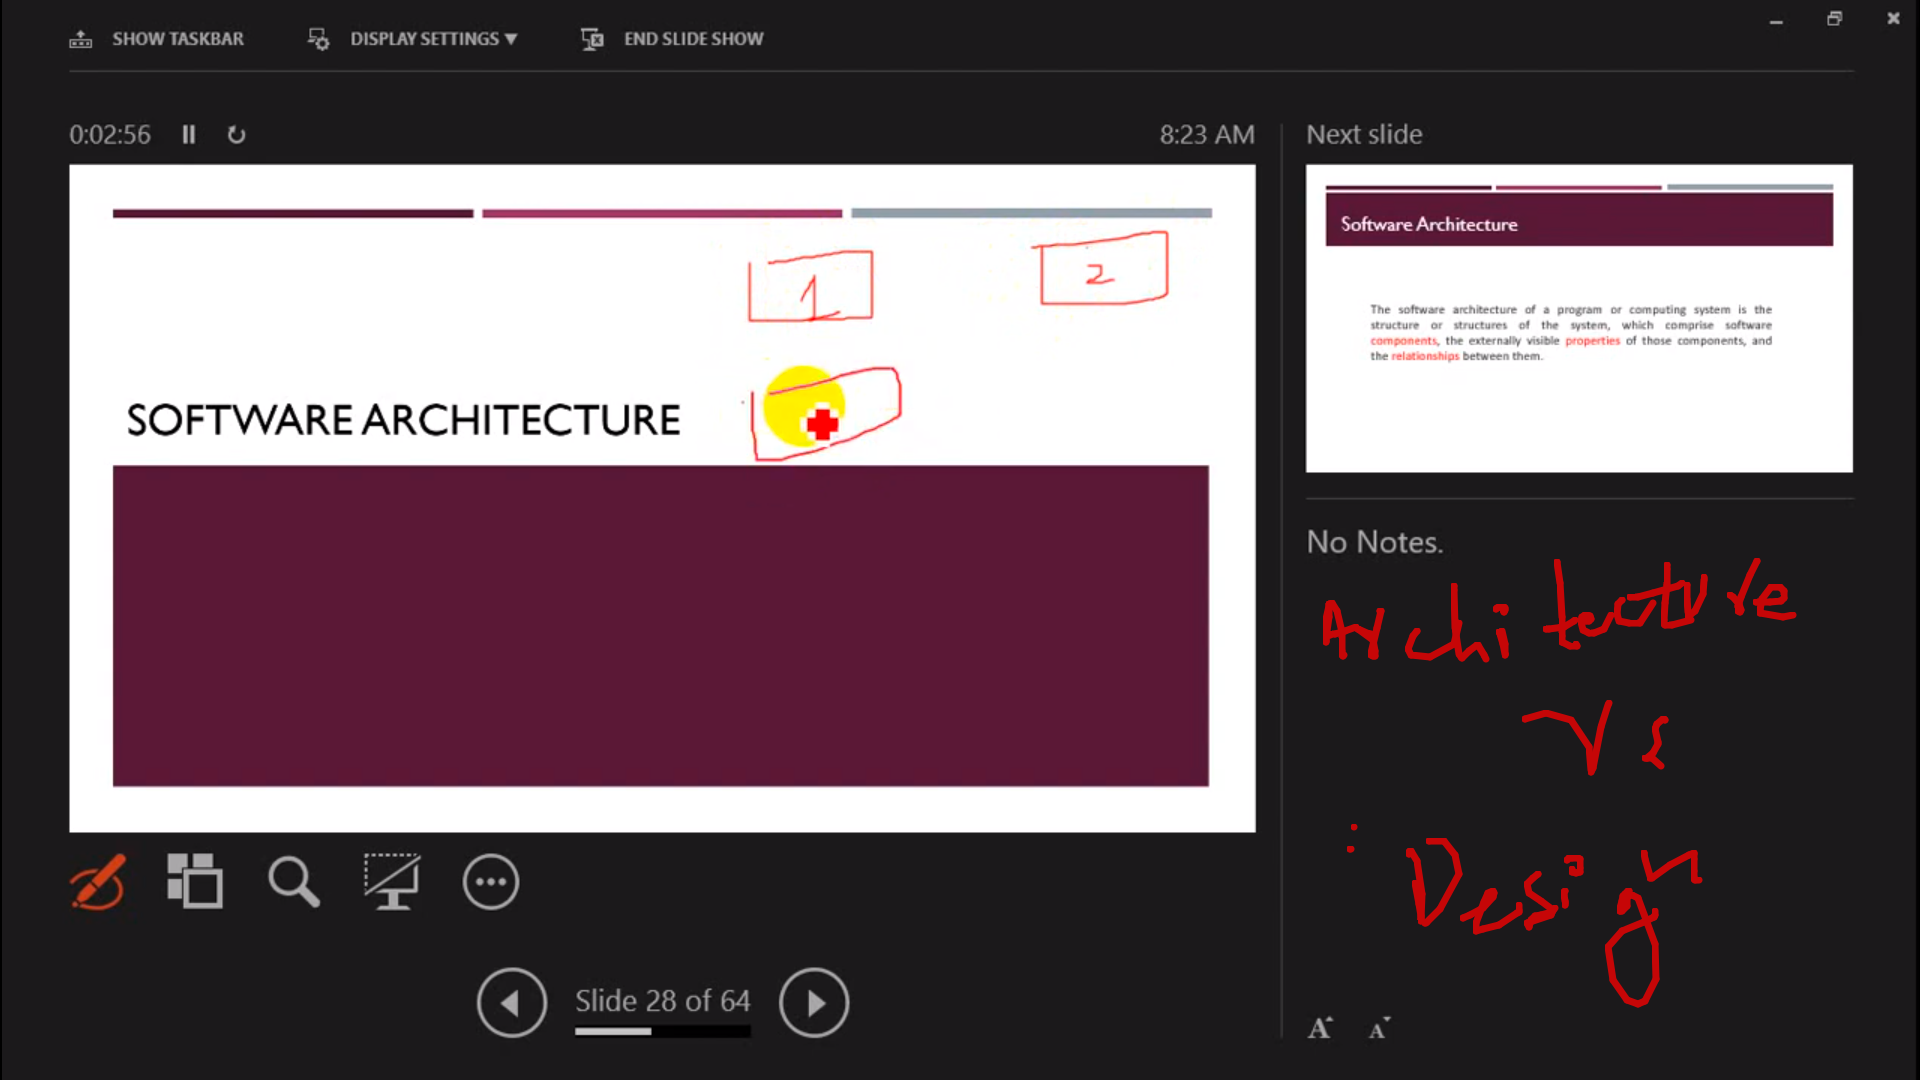 SHOW TASKBAR
DISPLAY SETTINGS ▼
END SLIDE SHOW
0:02:56
8:23 AM
1
2
SOFTWARE ARCHITECTURE
Slide 28 of 64
Next slide
Software Architecture
The software architecture of a program or computing system is the
structure or structures of the system, which comprise software
components, the externally visible properties of those components, and
the relationships between them.
No Notes.
Architecture
Vs
Design
A A